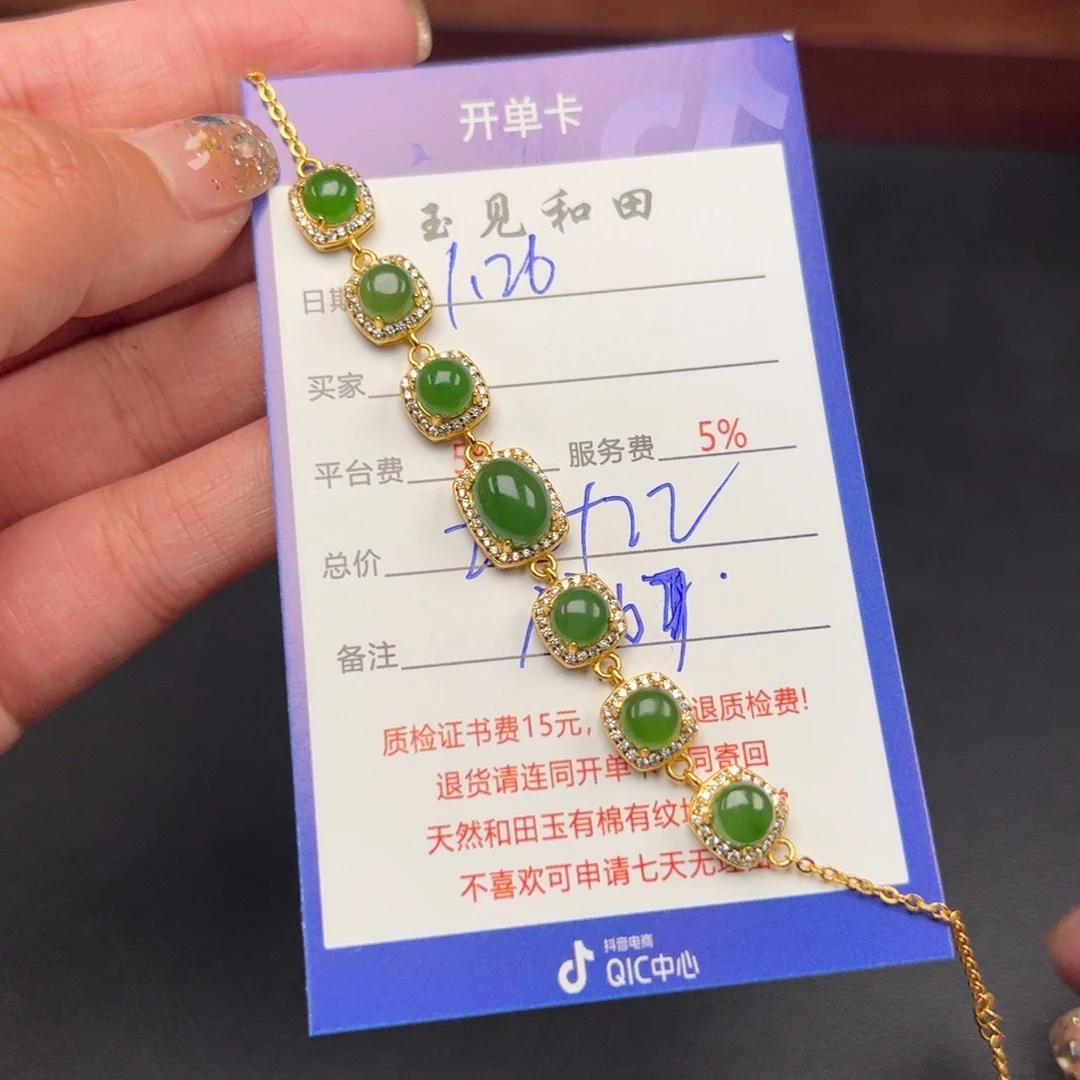 开单卡
玉见和田
日期 1.26
买家
平台费 5% 服务费 5%
总价
备注
质检证书费15元, 退质检费!
退货请连同开单 同寄回
天然和田玉有棉有纹
不喜欢可申请七天无理由
抖音电商
QIC中心